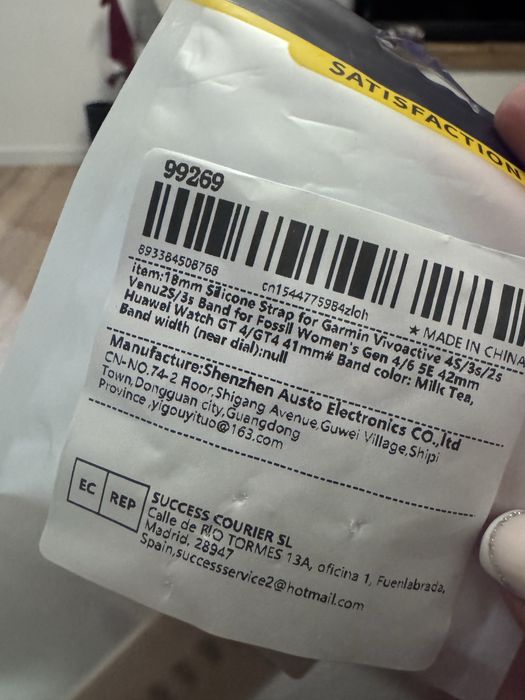 SATISFACTION
99269
893384508768
cn1544775984zloh
★ MADE IN CHINA
item:18mm Silicone Strap for Garmin Vivoactive 4S/3s/2s
Venu2S/3s Band for Fossil Women's Gen 4/6 SE 42mm
Huawei Watch GT 4/GT4 41mm# Band color: Milk Tea,
Band width (near dial):null
Manufacture:Shenzhen Austo Electronics CO.,ltd
CN-NO.74-2 Floor,Shigang Avenue,Guwei Village,Shipi
Town,Dongguan city,Guangdong
Province ,yigouyituo@163.com
EC REP
SUCCESS COURIER SL
Calle de RIO TORMES 13A, oficina 1, Fuenlabrada,
Madrid, 28947
Spain,successservice2@hotmail.com